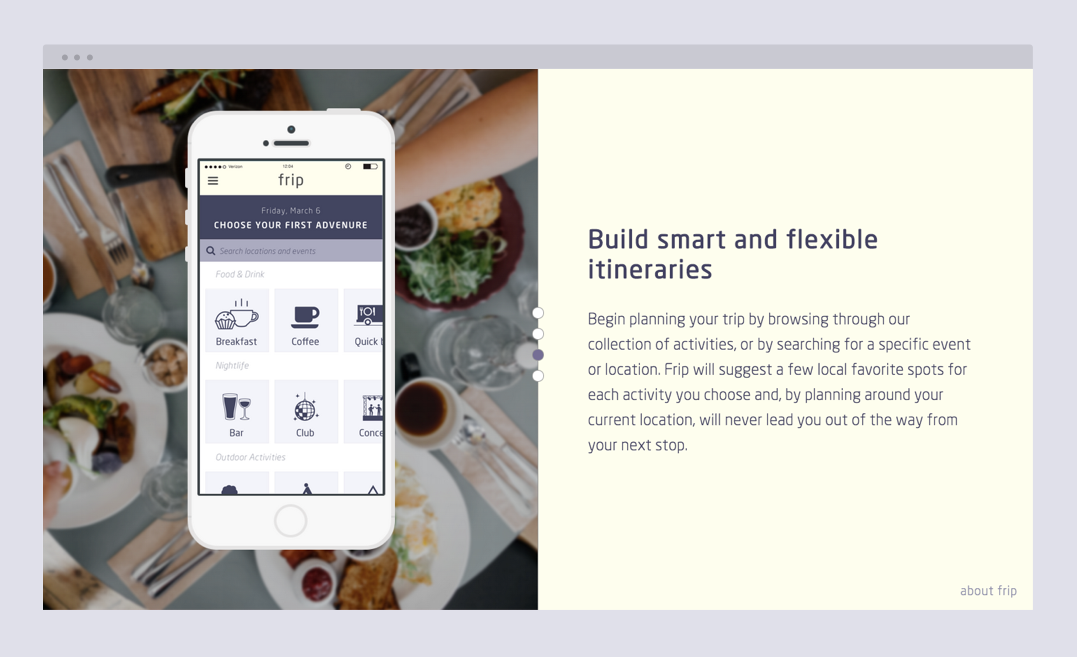 Verizon
frip
Friday, March 6
CHOOSE YOUR FIRST ADVENURE
Search locations and events
Food & Drink
Breakfast
Coffee
Quick
Nightlife
Bar
Club
Conce
Outdoor Activities
Build smart and flexible
itineraries
Begin planning your trip by browsing through our
collection of activities, or by searching for a specific event
or location. Frip will suggest a few local favorite spots for
each activity you choose and, by planning around your
current location, will never lead you out of the way from
your next stop.
about frip